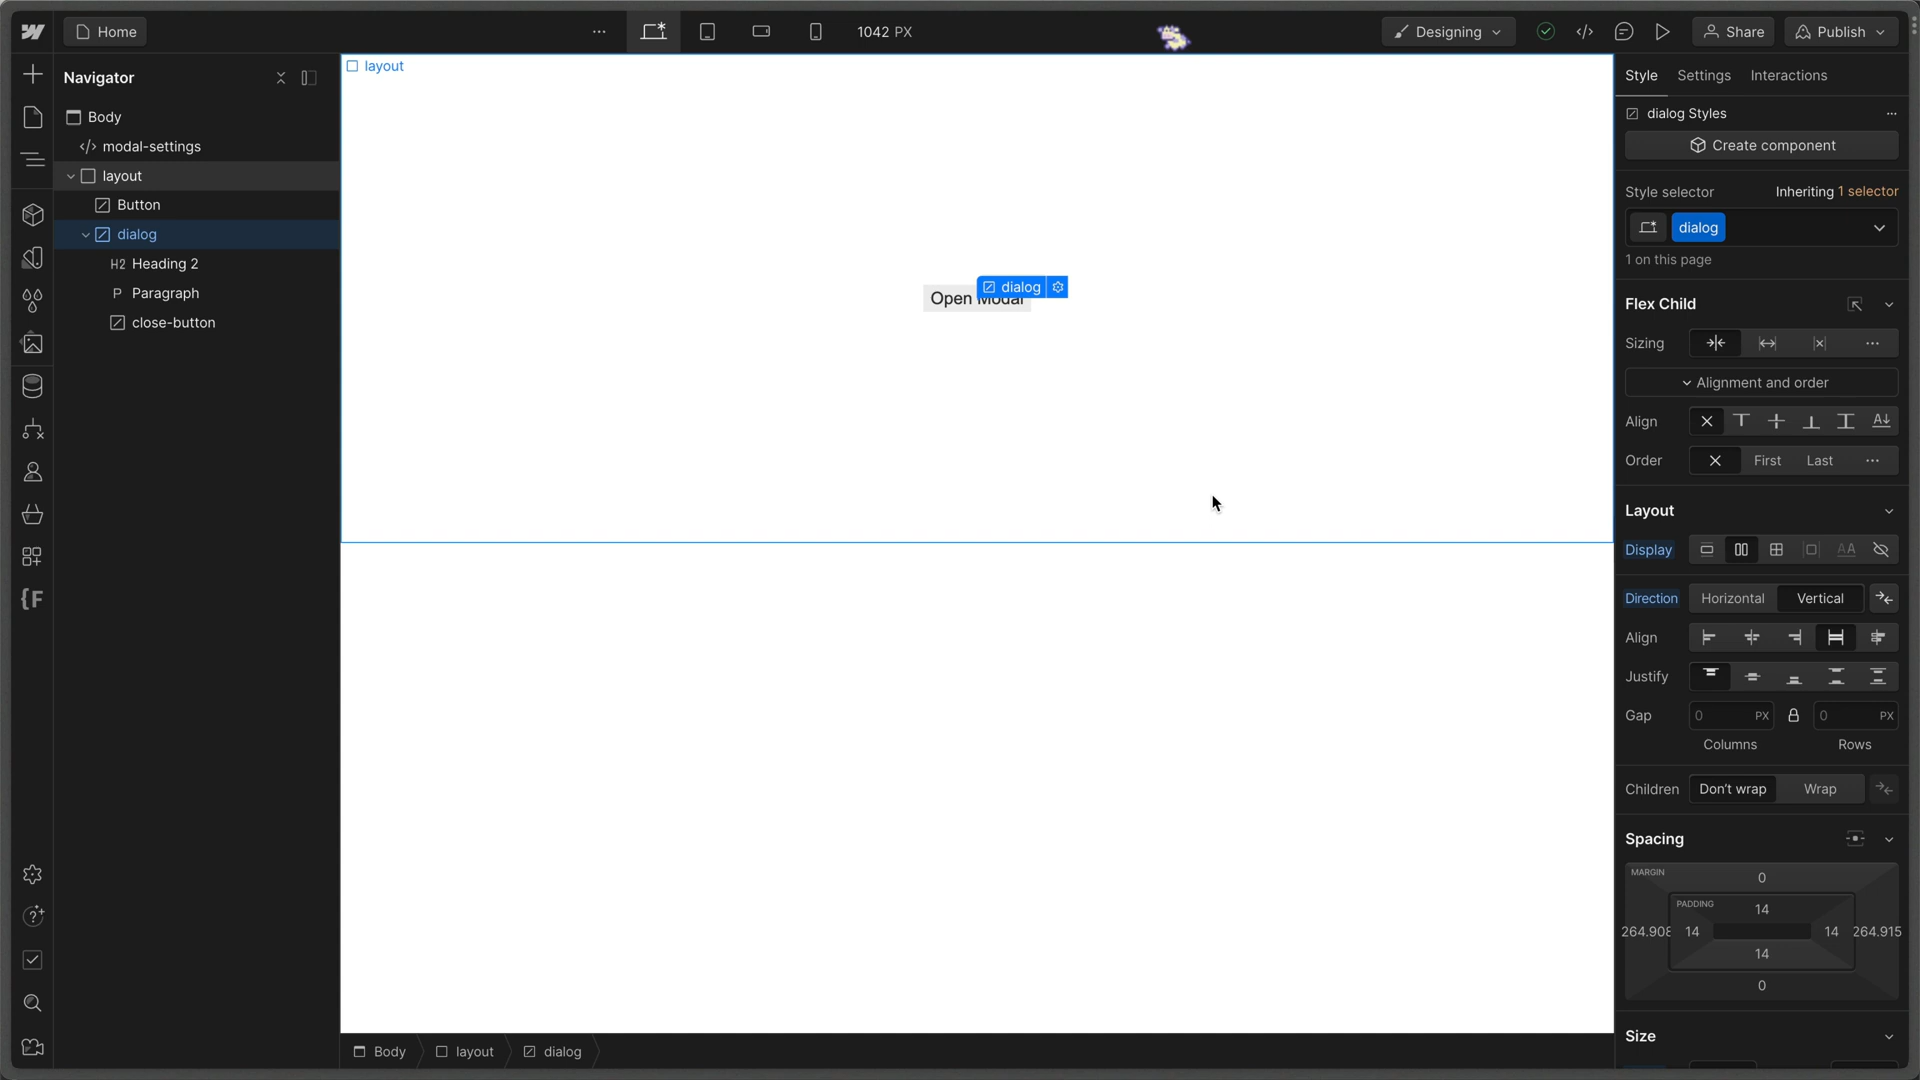 Home
1042 PX
Designing
Share
Publish
Navigator
Body
modal-settings
layout
Button
dialog
H2 Heading 2
P Paragraph
close-button
layout
Open Modal
dialog
Body
layout
dialog
Style
Settings
Interactions
dialog Styles
Create component
Style selector
Inheriting 1 selector
dialog
1 on this page
Flex Child
Sizing
Alignment and order
Align
Order
First
Last
Layout
Display
Direction
Horizontal
Vertical
Align
Justify
Gap
0 PX
0 PX
Columns
Rows
Children
Don't wrap
Wrap
Spacing
MARGIN
0
PADDING
14
264.908
14
14
264.915
14
0
Size